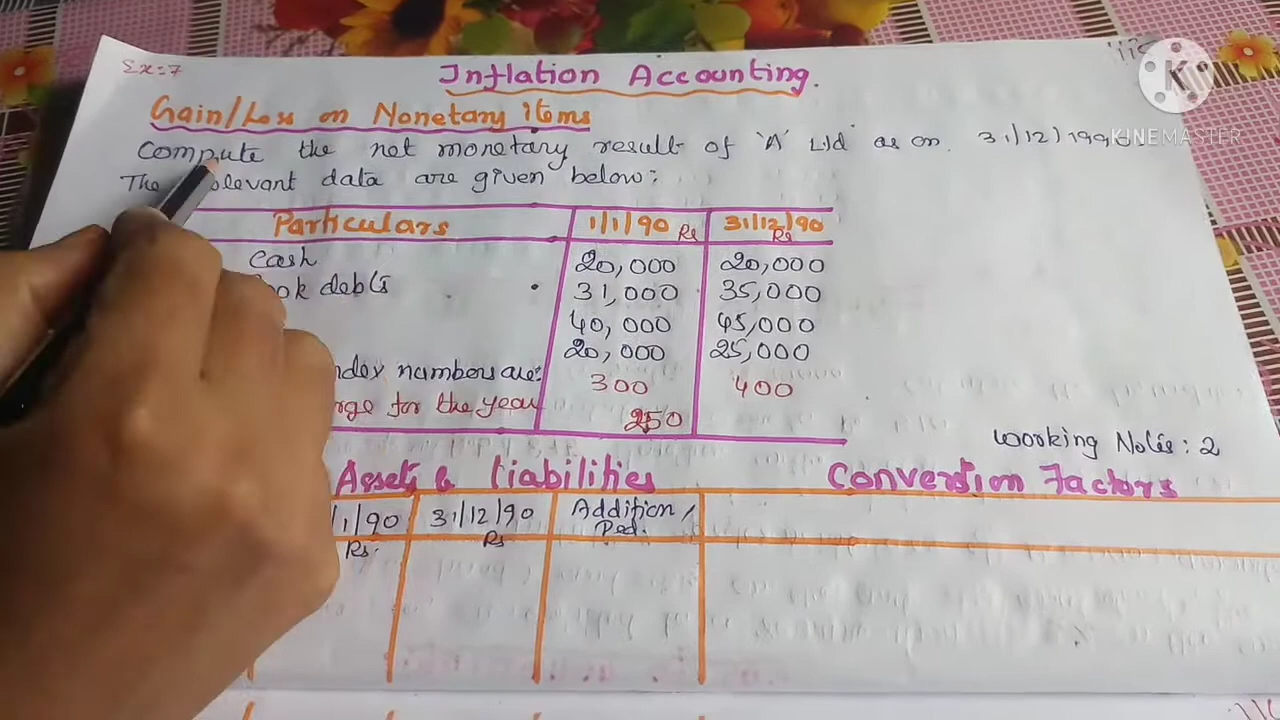 Ex=7
Inflation Accounting.
Gain/Loss on Monetary items
Compute the net monetary result of 'A' Ltd as on 31/12/1990
The relevant data are given below:
Particulars 1/1/90 Rs 31/12/90 Rs
Cash 20,000 20,000
Book debts 31,000 35,000
40,000 45,000
20,000 25,000
index numbers are: 300 400
for the year 250
Working Notes: 2
Assets & Liabilities Conversion Factors
1/1/90 Rs. 31/12/90 Rs Addition/ Ded.
K
KINEMASTER